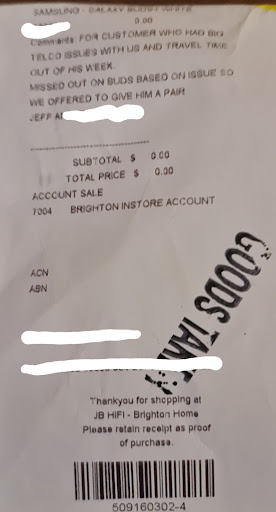 SAMSUNG - GALAXY BUDS WHITE
0.00
Comments: FOR CUSTOMER WHO HAD BIG
TELCO ISSUES WITH US AND TRAVEL TIME
OUT OF HIS WEEK.
MISSED OUT ON BUDS BASED ON ISSUE SO
WE OFFERED TO GIVE HIM A PAIR
JEFF
SUBTOTAL $ 0.00
TOTAL PRICE $ 0.00
ACCOUNT SALE
7004 BRIGHTON INSTORE ACCOUNT
GOODS
ACN
ABN
Thankyou for shopping at
JB HIFI - Brighton Home
Please retain receipt as proof
of purchase.
509160302-4